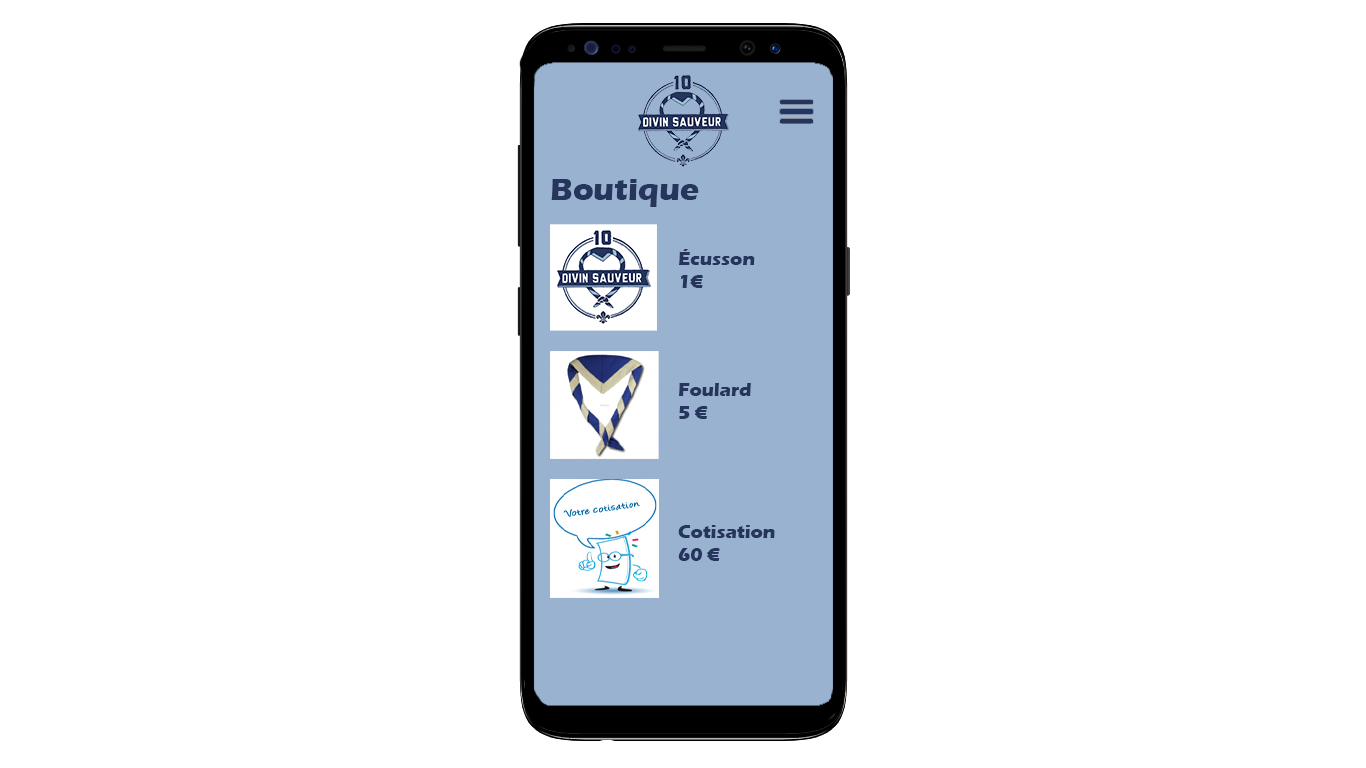 10
DIVIN SAUVEUR
Boutique
10
DIVIN SAUVEUR
Écusson
1€
Foulard
5 €
Votre cotisation
Cotisation
60 €